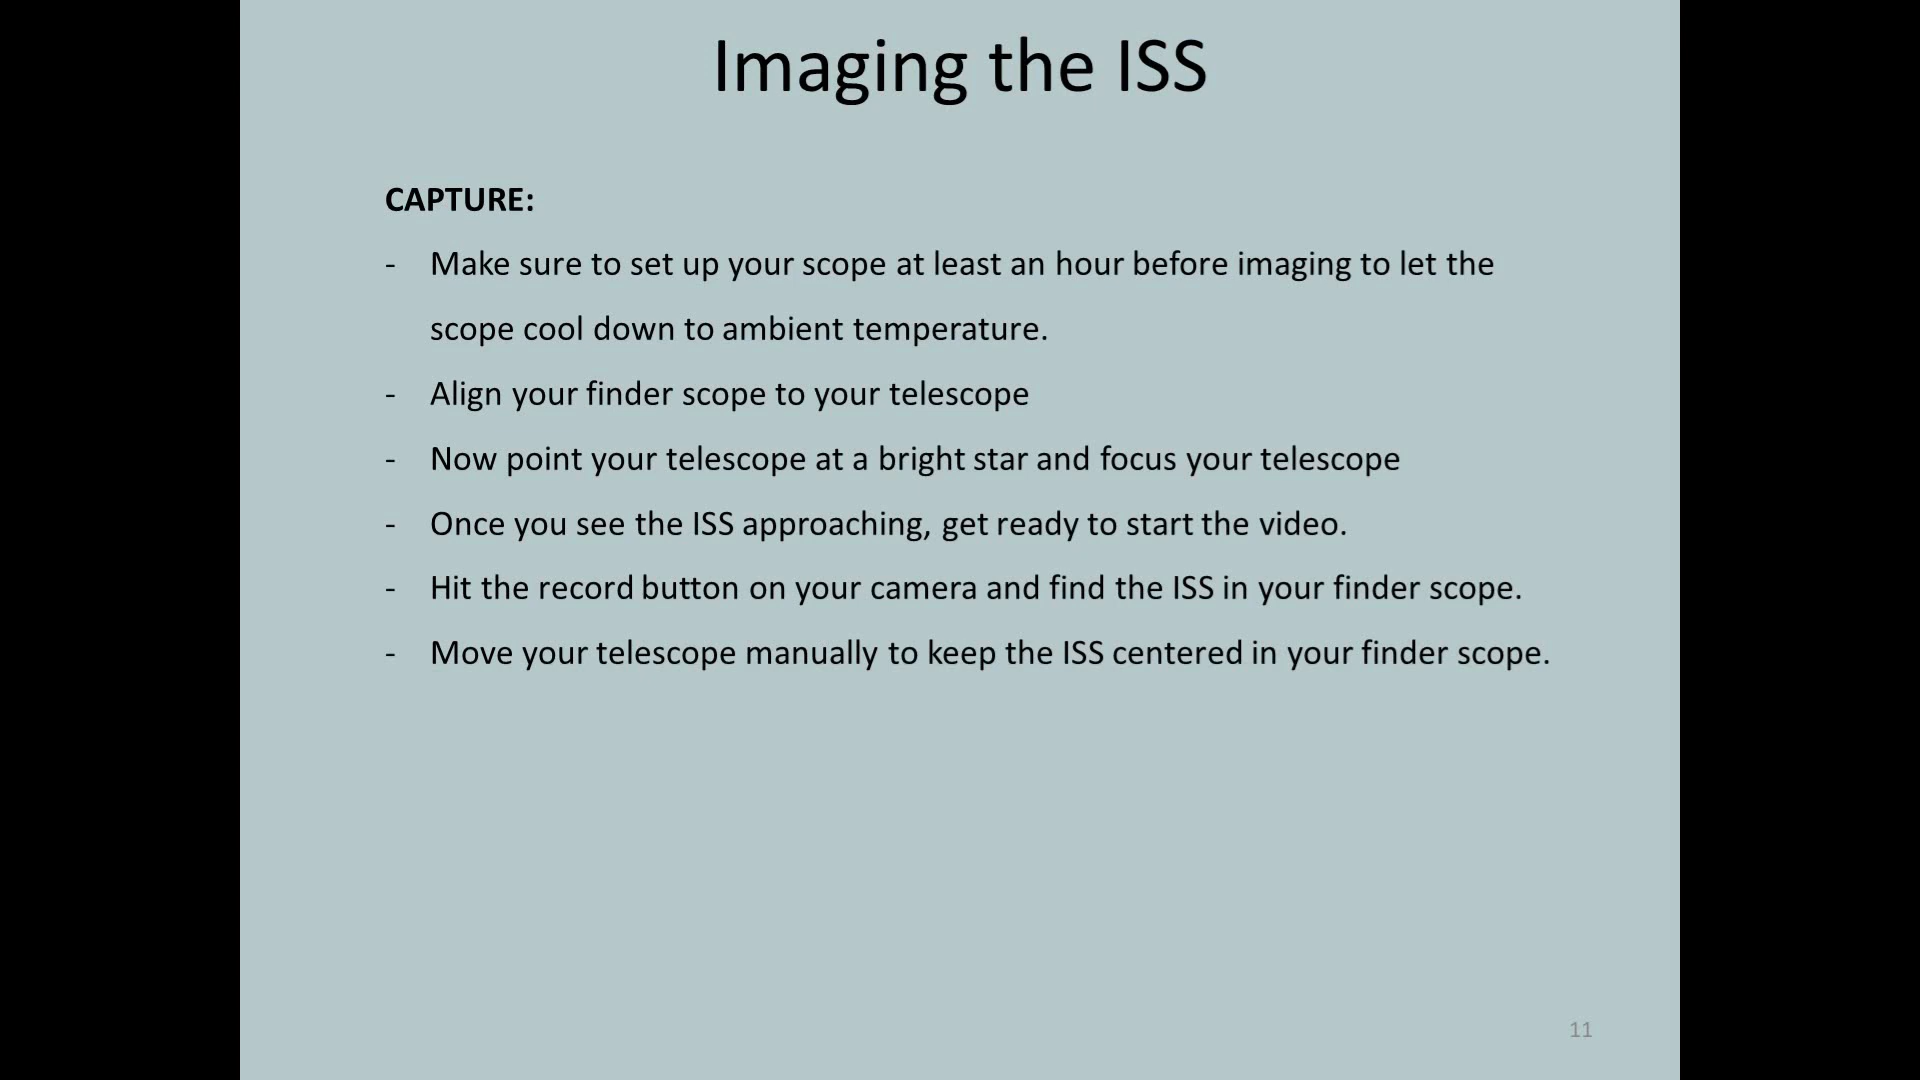 Imaging the ISS
CAPTURE:
- Make sure to set up your scope at least an hour before imaging to let the
scope cool down to ambient temperature.
- Align your finder scope to your telescope
- Now point your telescope at a bright star and focus your telescope
- Once you see the ISS approaching, get ready to start the video.
- Hit the record button on your camera and find the ISS in your finder scope.
- Move your telescope manually to keep the ISS centered in your finder scope.
11